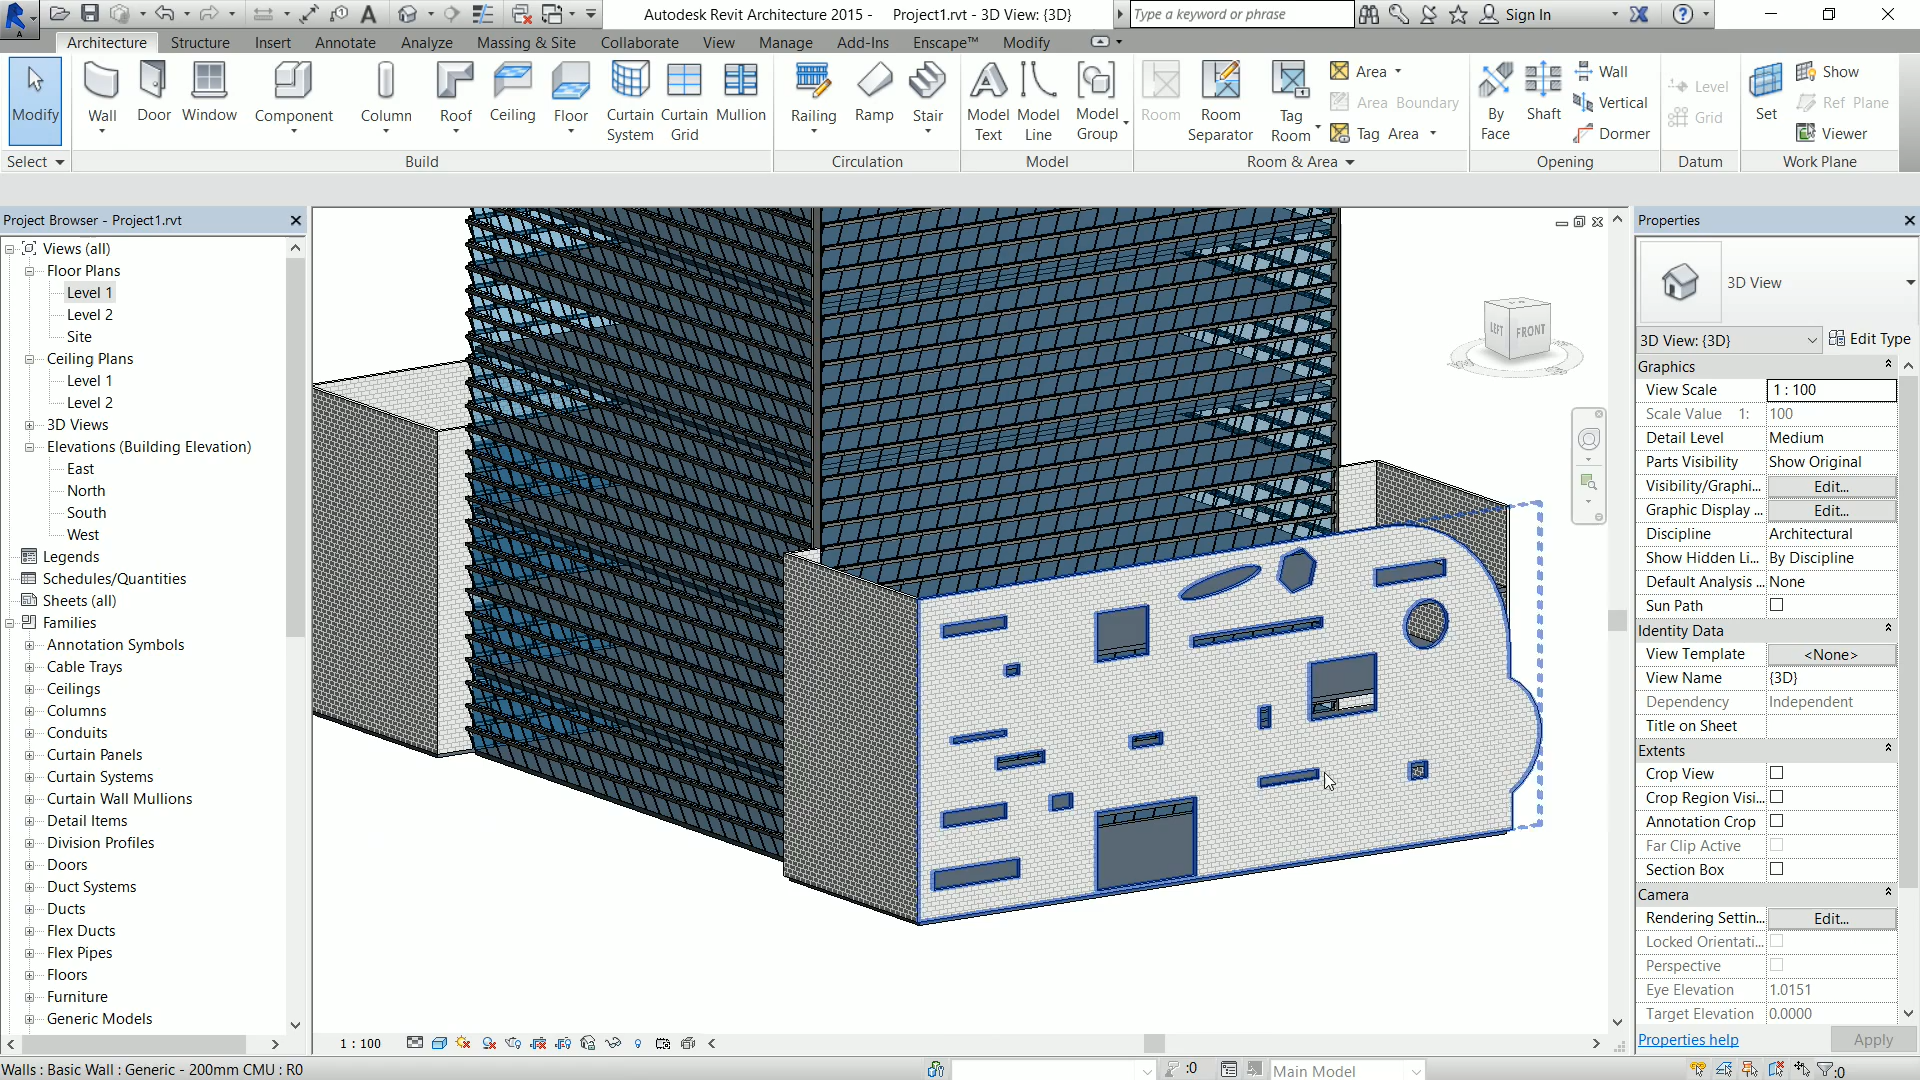 Autodesk Revit Architecture 2015 -    Project1.rvt - 3D View: {3D}
Type a keyword or phrase
Sign In
Architecture
Structure
Insert
Annotate
Analyze
Massing & Site
Collaborate
View
Manage
Add-Ins
Enscape™
Modify
Modify
Wall
Door
Window
Component
Column
Roof
Ceiling
Floor
Curtain System
Curtain Grid
Mullion
Railing
Ramp
Stair
Model Text
Model Line
Model Group
Room
Room Separator
Tag Room
Area
Area Boundary
Tag Area
By Face
Shaft
Wall
Vertical
Dormer
Level
Grid
Set
Show
Ref Plane
Viewer
Select
Build
Circulation
Model
Room & Area
Opening
Datum
Work Plane
Project Browser - Project1.rvt
Views (all)
Floor Plans
Level 1
Level 2
Site
Ceiling Plans
Level 1
Level 2
3D Views
Elevations (Building Elevation)
East
North
South
West
Legends
Schedules/Quantities
Sheets (all)
Families
Annotation Symbols
Cable Trays
Ceilings
Columns
Conduits
Curtain Panels
Curtain Systems
Curtain Wall Mullions
Detail Items
Division Profiles
Doors
Duct Systems
Ducts
Flex Ducts
Flex Pipes
Floors
Furniture
Generic Models
LEFT
FRONT
Properties
3D View
3D View: {3D}
Edit Type
Graphics
View Scale 1 : 100
Scale Value 1: 100
Detail Level Medium
Parts Visibility Show Original
Visibility/Graphi... Edit...
Graphic Display ... Edit...
Discipline Architectural
Show Hidden Li... By Discipline
Default Analysis ... None
Sun Path
Identity Data
View Template <None>
View Name {3D}
Dependency Independent
Title on Sheet
Extents
Crop View
Crop Region Visi...
Annotation Crop
Far Clip Active
Section Box
Camera
Rendering Settin... Edit...
Locked Orientati...
Perspective
Eye Elevation 1.0151
Target Elevation 0.0000
Properties help
Apply
1 : 100
Walls : Basic Wall : Generic - 200mm CMU : R0
:0
Main Model
:0